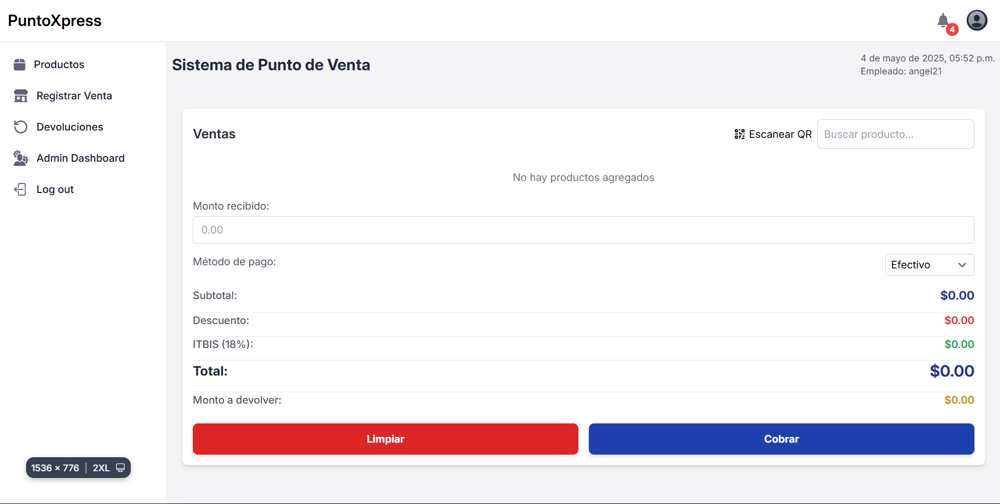 PuntoXpress
4
Productos
Registrar Venta
Devoluciones
Admin Dashboard
Log out
Sistema de Punto de Venta
4 de mayo de 2025, 05:52 p.m.
Empleado: angel21
Ventas
Escanear QR
Buscar producto...
No hay productos agregados
Monto recibido:
0.00
Método de pago:
Efectivo
Subtotal: $0.00
Descuento: $0.00
ITBIS (18%): $0.00
Total: $0.00
Monto a devolver: $0.00
Limpiar
Cobrar
1536 × 776 | 2XL